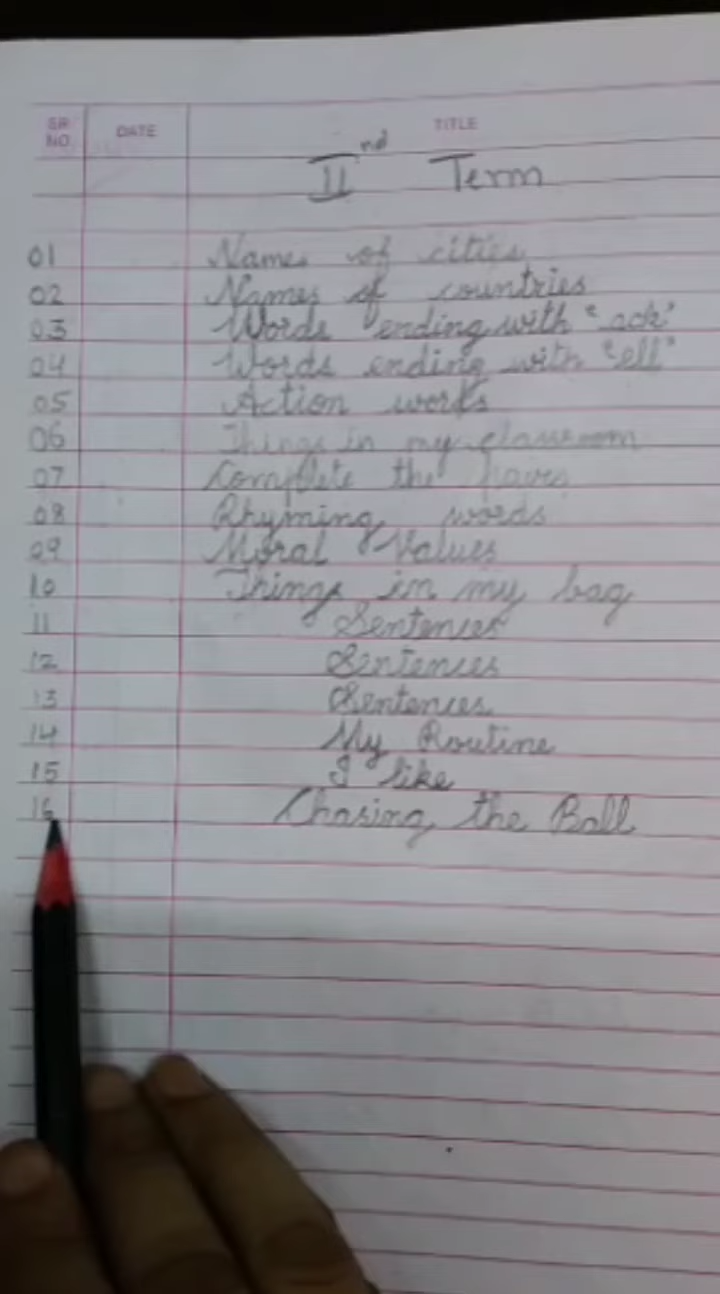 SR NO. DATE TITLE
IInd Term
01 Names of cities
02 Names of countries
03 Words ending with "ack"
04 Words ending with "ell"
05 Action works
06 Things in my classroom
07 Complete the
08 Rhyming words
09 Moral Values
10 Things in my bag
11 Sentences
12 Sentences
13 Sentences
14 My Routine
15 I like
16 Chasing the Ball